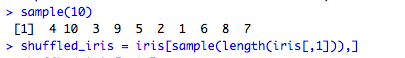 > sample(10)
[1] 4 10 3 9 5 2 1 6 8 7
> shuffled_iris = iris[sample(length(iris[,1])),]